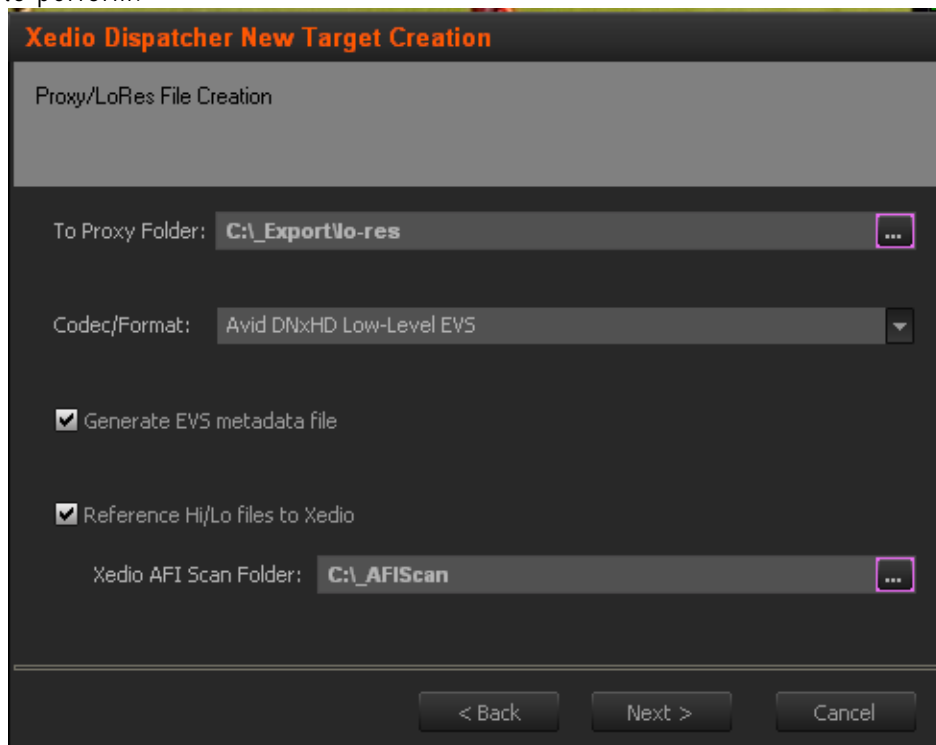 to perform.
Xedio Dispatcher New Target Creation
Proxy/LoRes File Creation
To Proxy Folder: C:\_Export\lo-res ...
Codec/Format: Avid DNxHD Low-Level EVS
Generate EVS metadata file
Reference Hi/Lo files to Xedio
Xedio AFI Scan Folder: C:\_AFIScan ...
< Back Next > Cancel